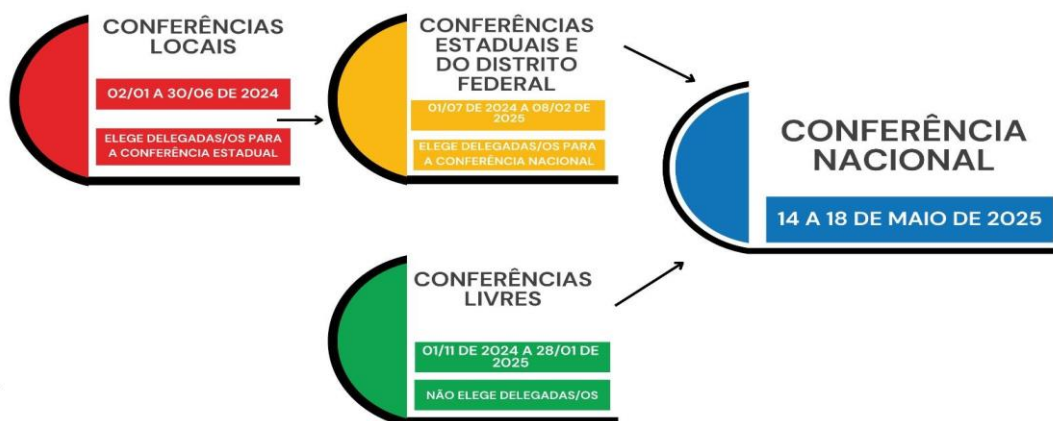 CONFERÊNCIAS
LOCAIS
02/01 A 30/06 DE 2024
ELEGE DELEGADAS/OS PARA
A CONFERÊNCIA ESTADUAL
CONFERÊNCIAS
ESTADUAIS E
DO DISTRITO
FEDERAL
01/07 DE 2024 A 08/02 DE
2025
ELEGE DELEGADAS/OS PARA
A CONFERÊNCIA NACIONAL
CONFERÊNCIAS
LIVRES
01/11 DE 2024 A 28/01 DE
2025
NÃO ELEGE DELEGADAS/OS
CONFERÊNCIA
NACIONAL
14 A 18 DE MAIO DE 2025